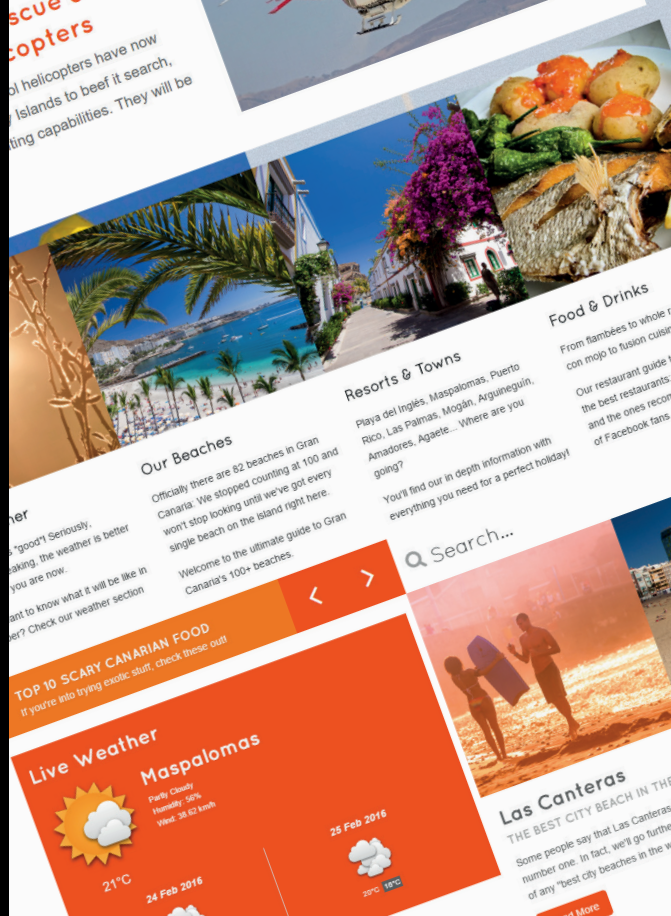 scue
copters
ol helicopters have now
Islands to beef it search,
ting capabilities. They will be
her
s "good"! Seriously,
eaking, the weather is better
you are now.
ant to know what it will be like in
er? Check our weather section
Our Beaches
Officially there are 82 beaches in Gran
Canaria: We stopped counting at 100 and
won't stop looking until we've got every
single beach on the island right here.
Welcome to the ultimate guide to Gran
Canaria's 100+ beaches.
Resorts & Towns
Playa del Inglés, Maspalomas, Puerto
Rico, Las Palmas, Mogán, Arguineguín,
Amadores, Agaete... Where are you
going?
You'll find our in depth information with
everything you need for a perfect holiday!
Food & Drinks
From flambées to whole
con mojo to fusion cuisin
Our restaurant guide
the best restaurants:
and the ones recom
of Facebook fans
Search...
TOP 10 SCARY CANARIAN FOOD
If you're into trying exotic stuff, check these out!
Live Weather
Maspalomas
Partly Cloudy
Humidity: 56%
Wind: 38.62 km/h
21°C
24 Feb 2016
25 Feb 2016
20°C 18°C
Las Canteras
THE BEST CITY BEACH IN THE
Some people say that Las Canteras
number one. In fact, we'll go furthe
of any "best city beaches in the w
d More